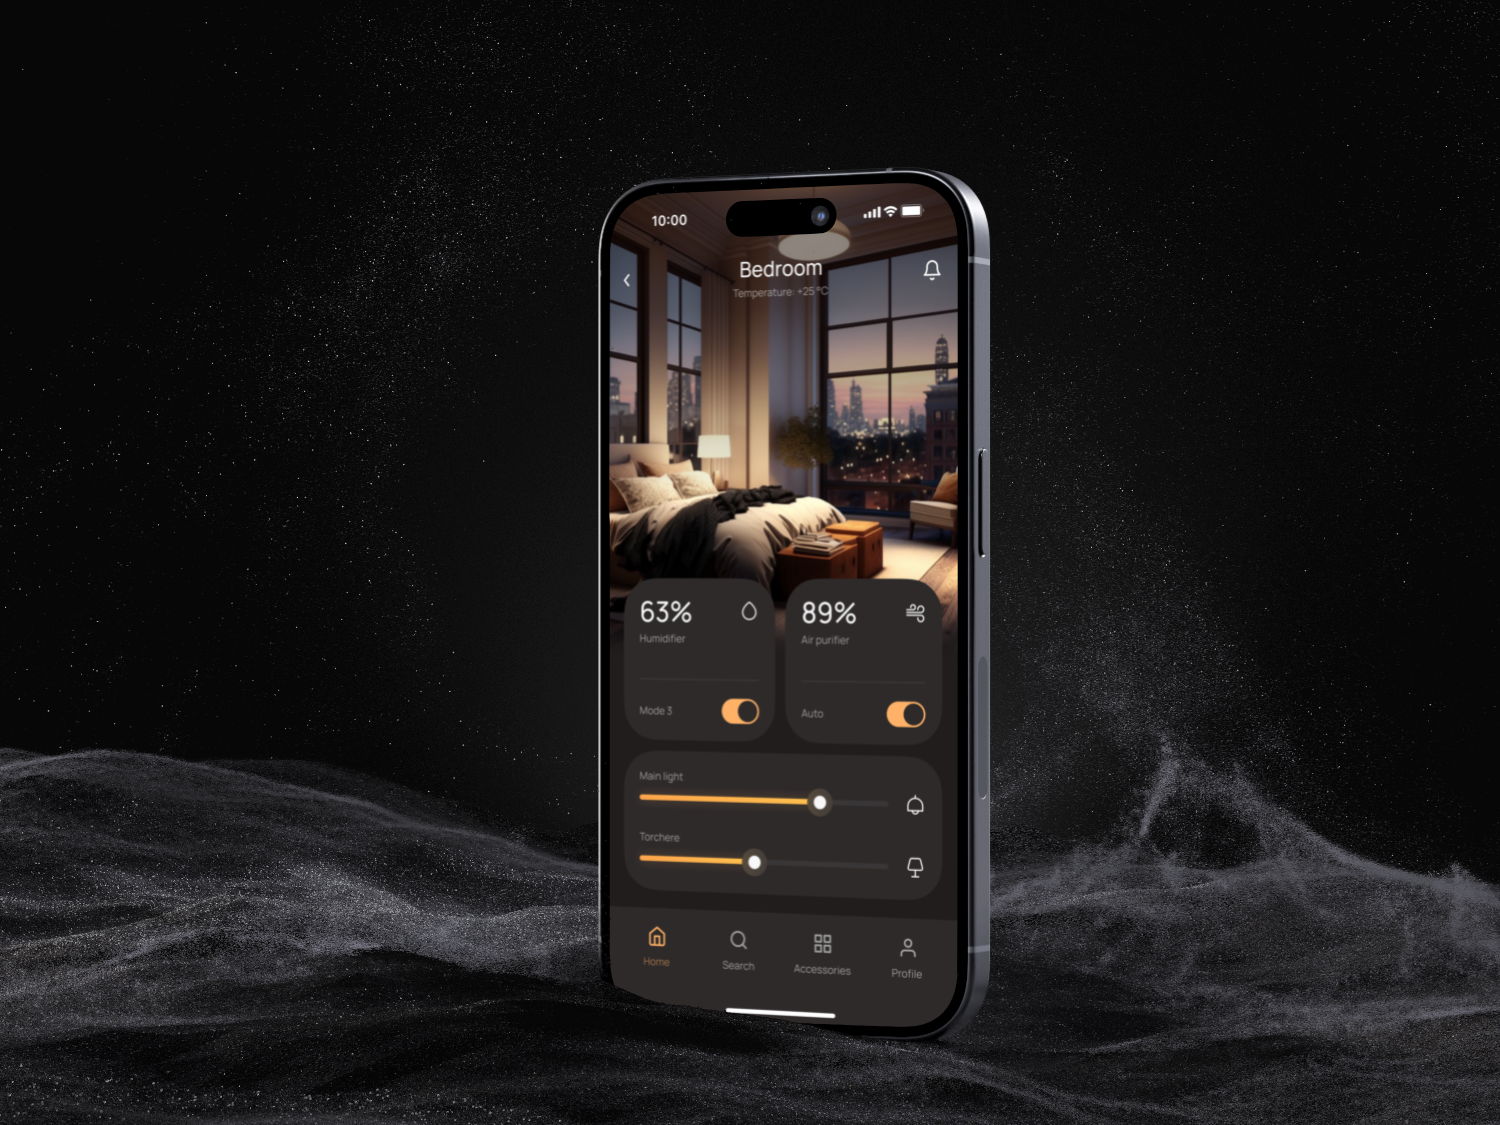 10:00
Bedroom
Temperature: +25 °C
63%
Humidifier
Mode 3
89%
Air purifier
Auto
Main light
Torchere
Home
Search
Accessories
Profile